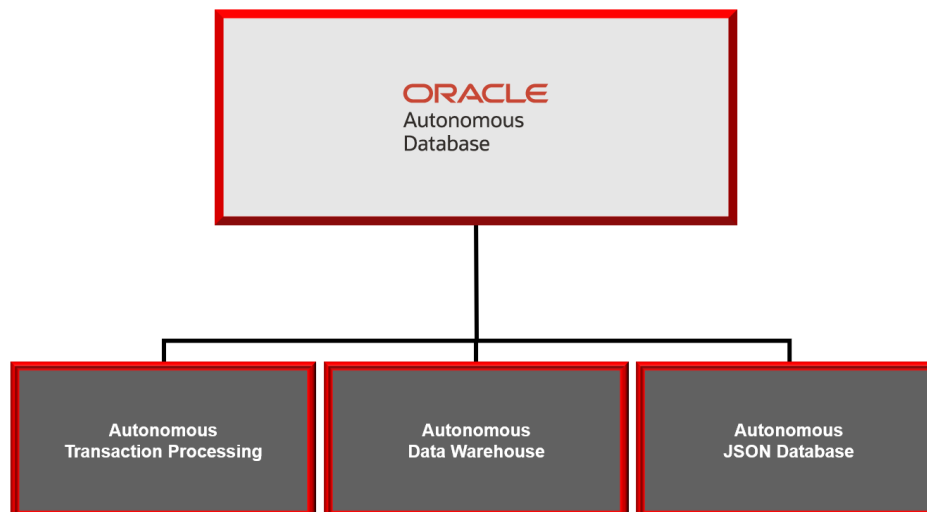 ORACLE
Autonomous
Database
Autonomous
Transaction Processing
Autonomous
Data Warehouse
Autonomous
JSON Database